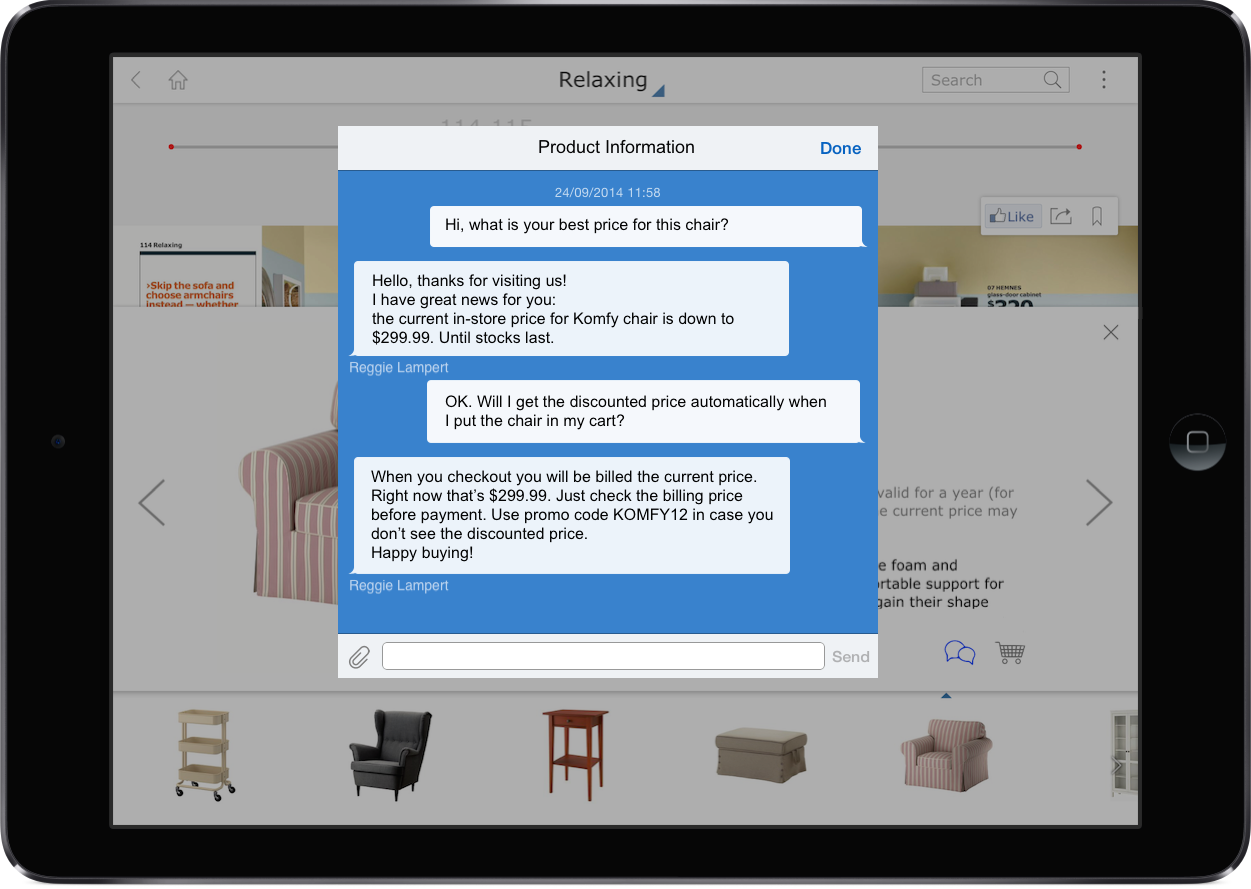 Relaxing
Search
Product Information
Done
24/09/2014 11:58
Hi, what is your best price for this chair?
Like
114 Relaxing
›Skip the sofa and
choose armchairs
instead — whether
Hello, thanks for visiting us!
I have great news for you:
the current in-store price for Komfy chair is down to
$299.99. Until stocks last.
Reggie Lampert
07 HEMNES
glass-door cabinet
$320
OK. Will I get the discounted price automatically when
I put the chair in my cart?
When you checkout you will be billed the current price.
Right now that’s $299.99. Just check the billing price
before payment. Use promo code KOMFY12 in case you
don’t see the discounted price.
Happy buying!
Reggie Lampert
valid for a year (for
e current price may
e foam and
rtable support for
gain their shape
Send